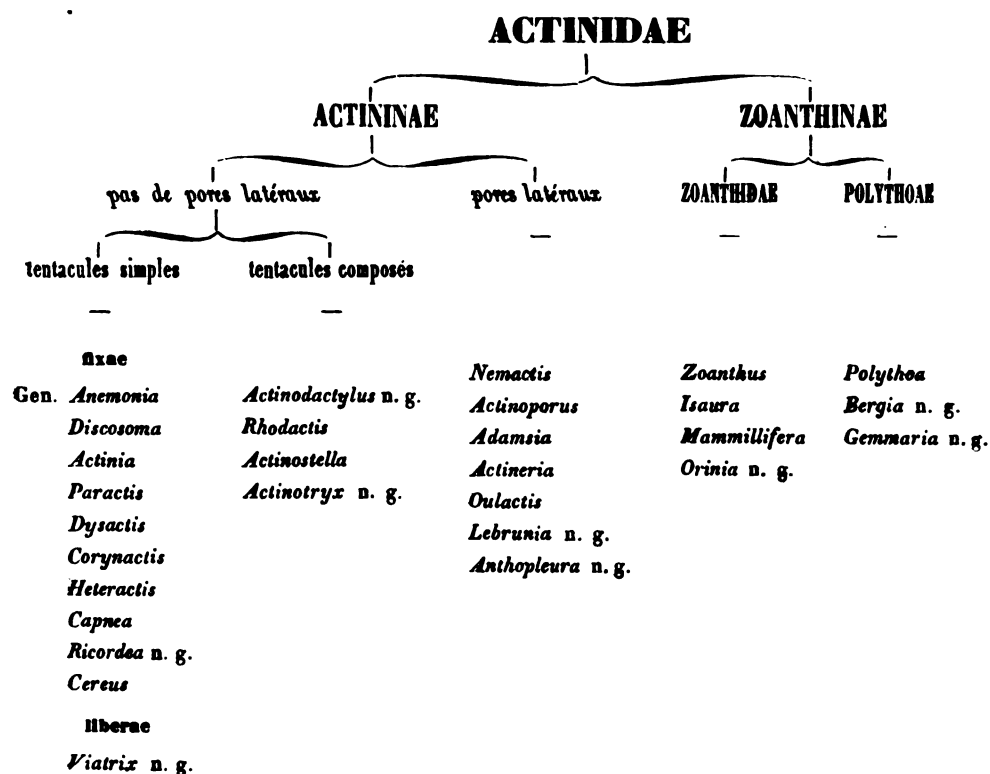 ACTINIDAE
ACTININAE
ZOANTHINAE
pas de pores latéraux
pores latéraux
ZOANTHIDAE
POLYTHOAE
tentacules simples
tentacules composés
fixae
Gen. Anemonia
Discosoma
Actinia
Paractis
Dysactis
Corynactis
Heteractis
Capnea
Ricordea n. g.
Cereus
liberae
Viatrix n. g.
Actinodactylus n. g.
Rhodactis
Actinostella
Actinotryx n. g.
Nemactis
Actinoporus
Adamsia
Actineria
Oulactis
Lebrunia n. g.
Anthopleura n. g.
Zoanthus
Isaura
Mammillifera
Orinia n. g.
Polythoa
Bergia n. g.
Gemmaria n. g.